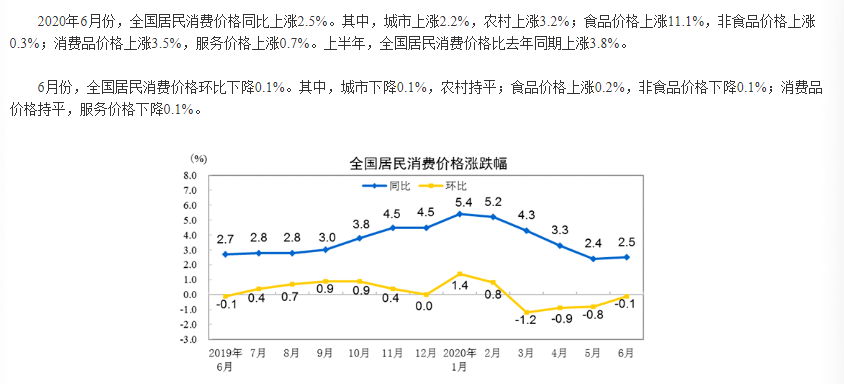 2020年6月份，全国居民消费价格同比上涨2.5%。其中，城市上涨2.2%，农村上涨3.2%；食品价格上涨11.1%，非食品价格上涨
0.3%；消费品价格上涨3.5%，服务价格上涨0.7%。上半年，全国居民消费价格比去年同期上涨3.8%。
6月份，全国居民消费价格环比下降0.1%。其中，城市下降0.1%，农村持平；食品价格上涨0.2%，非食品价格下降0.1%；消费品
价格持平，服务价格下降0.1%。
(%)
全国居民消费价格涨跌幅
同比 环比
8.0
7.0
6.0
5.0
4.0
3.0
2.0
1.0
0.0
-1.0
-2.0
-3.0
2.7 2.8 2.8 3.0 3.8 4.5 4.5 5.4 5.2 4.3 3.3 2.4 2.5
-0.1 0.4 0.7 0.9 0.9 0.4 0.0 1.4 0.8 -1.2 -0.9 -0.8 -0.1
2019年 7月 8月 9月 10月 11月 12月 2020年 2月 3月 4月 5月 6月
6月 1月